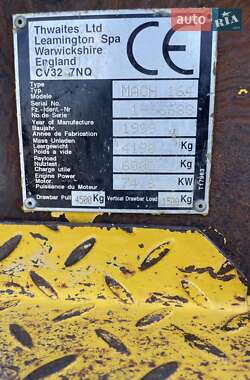 AUTO RIA
Thwaites Ltd
Leamington Spa
Warwickshire
England
CV32 7NQ
CE
Type
Typ
Modele
MACH 164
Serial No.
Fz.-Ident.-Nr
No de Serie
Year of Manufacture
Baujahr
Année de Fabrication
Mass Unladen
Leergewicht
Poids a vide
Kg
Payload
Nutzlast
Charge utile
Kg
Engine Power
Motor
Puissance du Moteur
KW
Drawbar Pull 4500 Kg Vertical Drawbar Load Kg